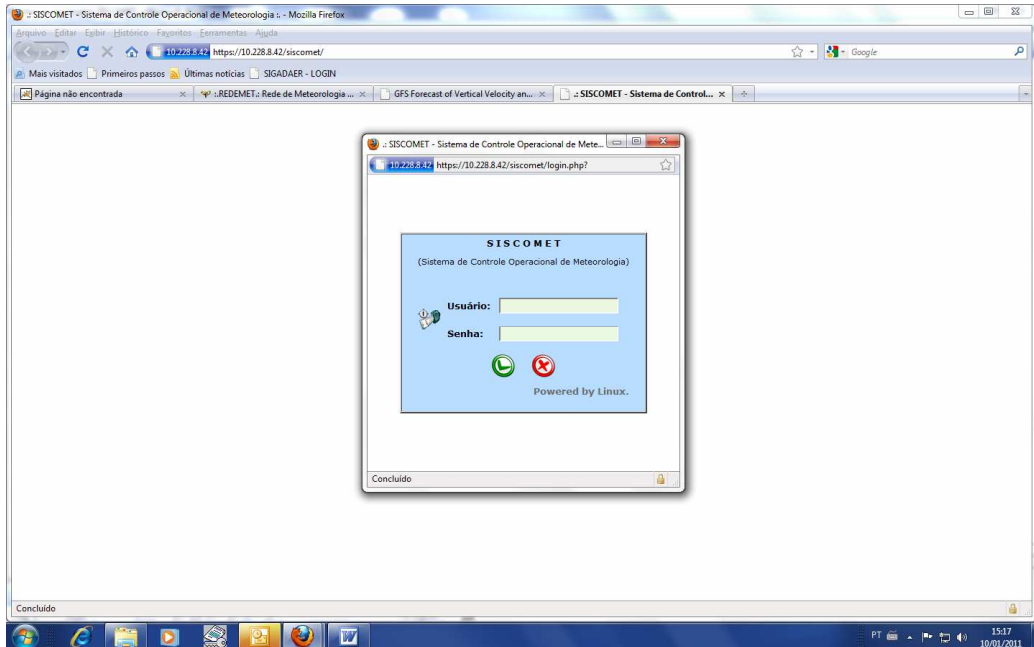 .: SISCOMET - Sistema de Controle Operacional de Meteorologia :. - Mozilla Firefox
Arquivo Editar Exibir Histórico Favoritos Ferramentas Ajuda
10.228.8.42 https://10.228.8.42/siscomet/
Google
Mais visitados Primeiros passos Últimas notícias SIGADAER - LOGIN
Página não encontrada
.:REDEMET.: Rede de Meteorologia ...
GFS Forecast of Vertical Velocity an...
.: SISCOMET - Sistema de Control...
.: SISCOMET - Sistema de Controle Operacional de Mete...
10.228.8.42 https://10.228.8.42/siscomet/login.php?
SISCOMET
(Sistema de Controle Operacional de Meteorologia)
Usuário:
Senha:
Powered by Linux.
Concluído
Concluído
PT
15:17
10/01/2011